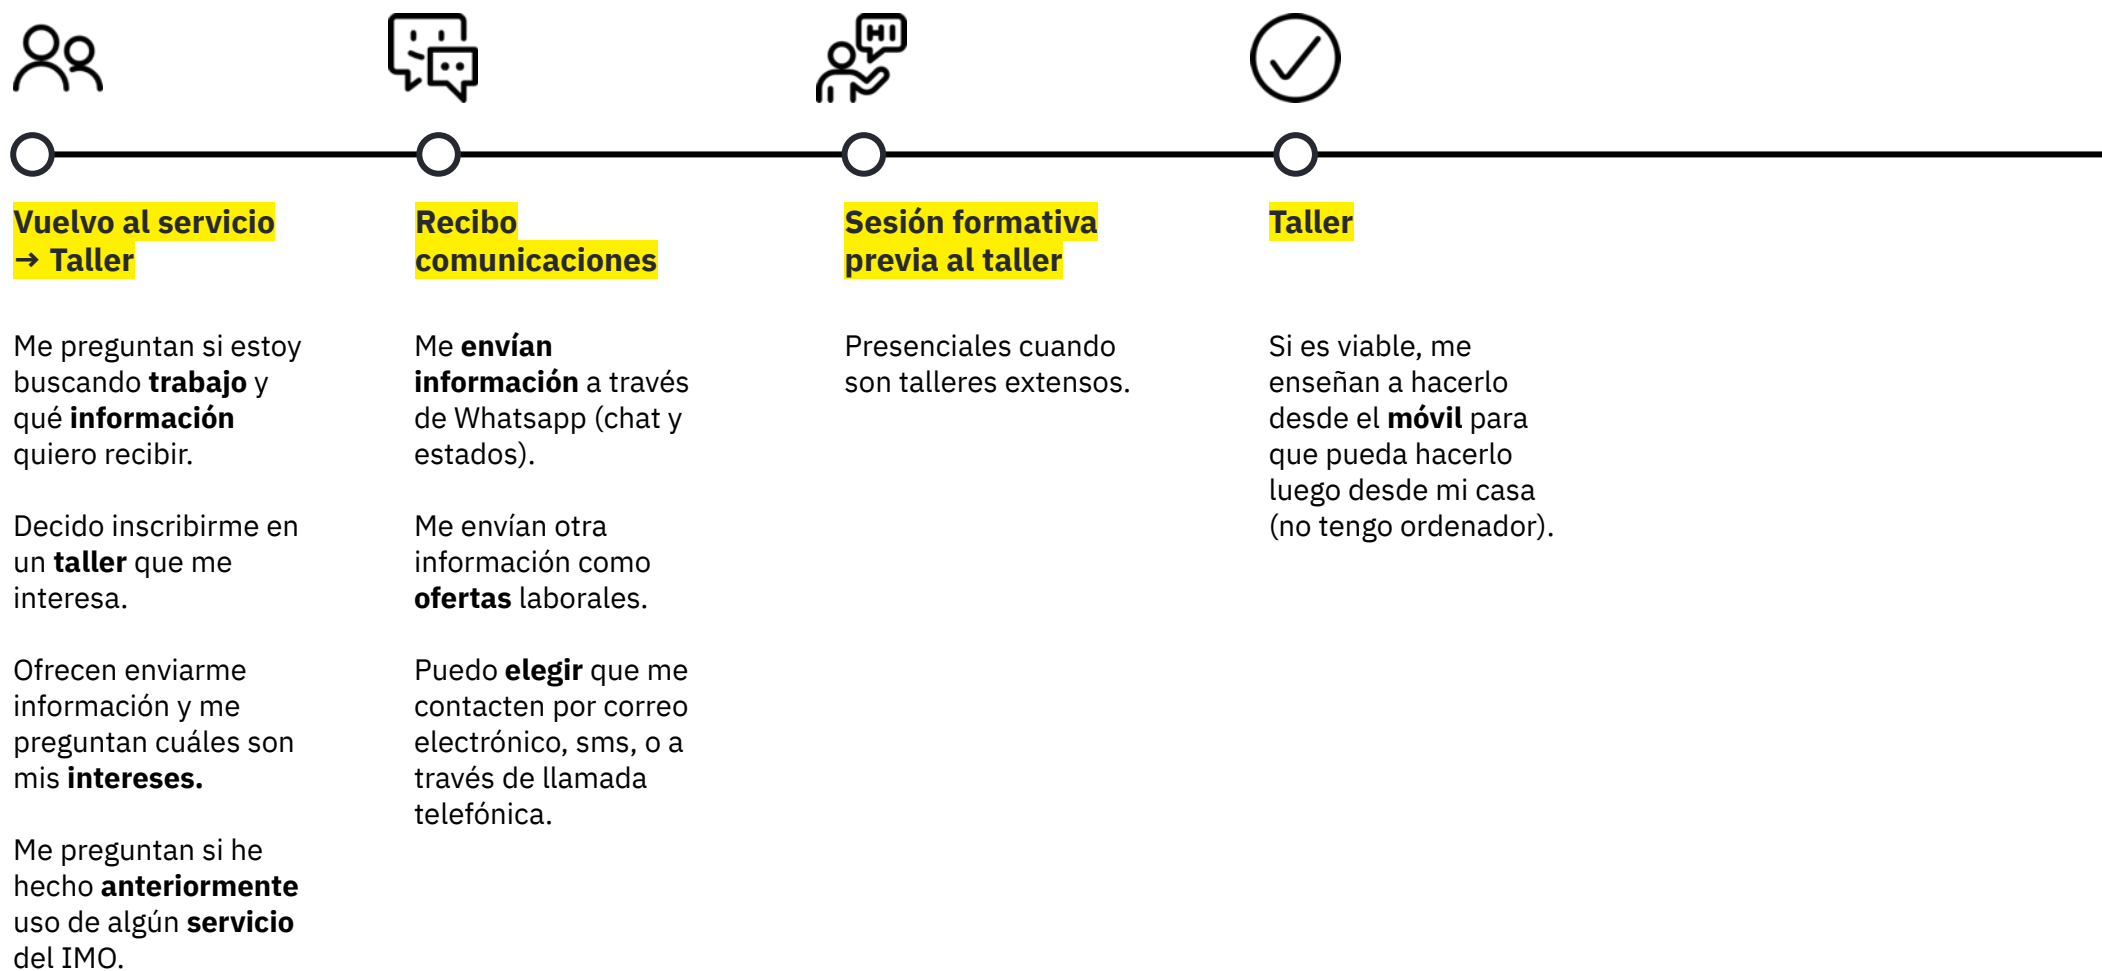 HI
Vuelvo al servicio
→ Taller
Me preguntan si estoy
buscando trabajo y
qué información
quiero recibir.
Decido inscribirme en
un taller que me
interesa.
Ofrecen enviarme
información y me
preguntan cuáles son
mis intereses.
Me preguntan si he
hecho anteriormente
uso de algún servicio
del IMO.
Recibo
comunicaciones
Me envían
información a través
de Whatsapp (chat y
estados).
Me envían otra
información como
ofertas laborales.
Puedo elegir que me
contacten por correo
electrónico, sms, o a
través de llamada
telefónica.
Sesión formativa
previa al taller
Presenciales cuando
son talleres extensos.
Taller
Si es viable, me
enseñan a hacerlo
desde el móvil para
que pueda hacerlo
luego desde mi casa
(no tengo ordenador).